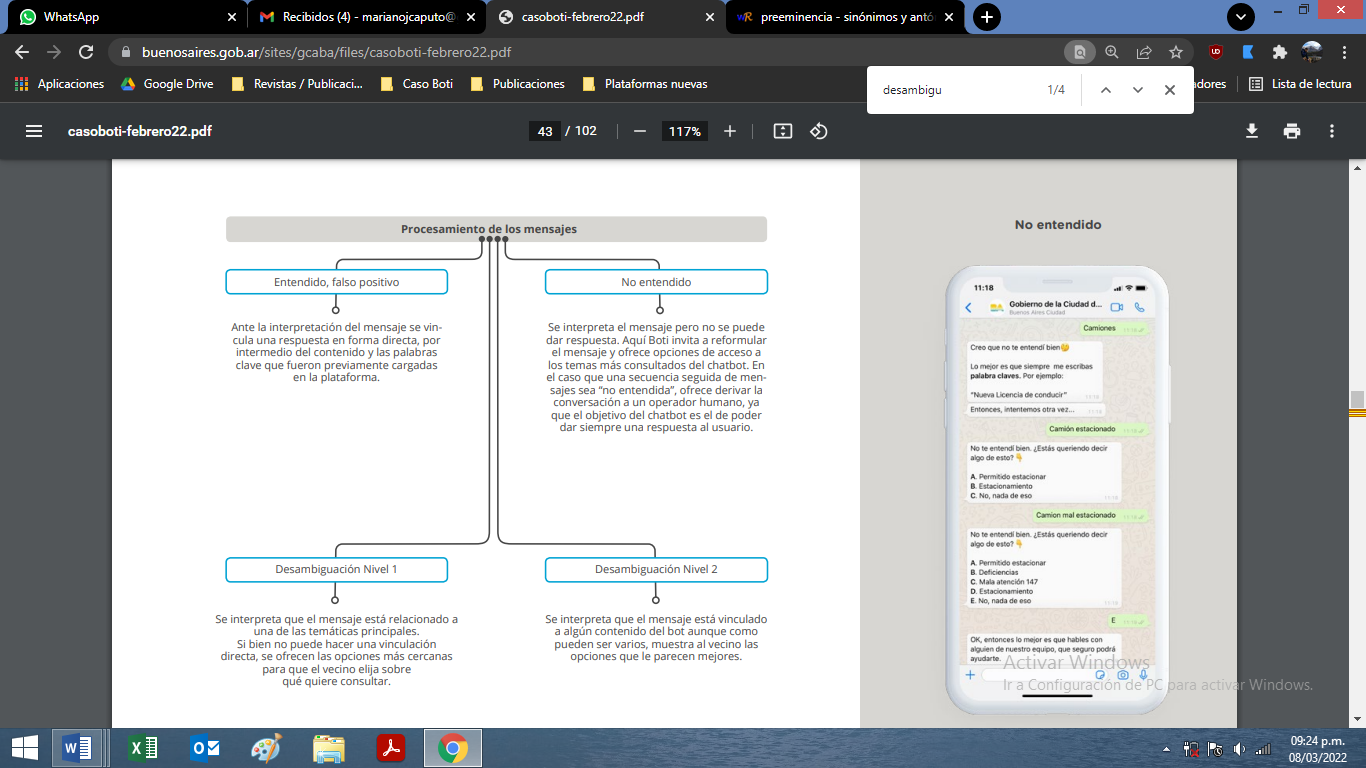 WhatsApp
Recibidos (4) - marianojcaputo@
casoboti-febrero22.pdf
preeminencia - sinónimos y antó
buenosaires.gob.ar/sites/gcaba/files/casoboti-febrero22.pdf
Aplicaciones
Google Drive
Revistas / Publicaci...
Caso Boti
Publicaciones
Plataformas nuevas
adores
Lista de lectura
desambigu
1/4
casoboti-febrero22.pdf
43 / 102
117%
Procesamiento de los mensajes
Entendido, falso positivo
Ante la interpretación del mensaje se vin-
cula una respuesta en forma directa, por
intermedio del contenido y las palabras
clave que fueron previamente cargadas
en la plataforma.
No entendido
Se interpreta el mensaje pero no se puede
dar respuesta. Aquí Boti invita a reformular
el mensaje y ofrece opciones de acceso a
los temas más consultados del chatbot. En
el caso que una secuencia seguida de men-
sajes sea “no entendida”, ofrece derivar la
conversación a un operador humano, ya
que el objetivo del chatbot es el de poder
dar siempre una respuesta al usuario.
Desambiguación Nivel 1
Se interpreta que el mensaje está relacionado a
una de las temáticas principales.
Si bien no puede hacer una vinculación
directa, se ofrecen las opciones más cercanas
para que el vecino elija sobre
qué quiere consultar.
Desambiguación Nivel 2
Se interpreta que el mensaje está vinculado
a algún contenido del bot aunque como
pueden ser varios, muestra al vecino las
opciones que le parecen mejores.
No entendido
11:18
Gobierno de la Ciudad d...
Buenos Aires Ciudad
Camiones
11:18
Creo que no te entendí bien
Lo mejor es que siempre me escribas
palabra claves. Por ejemplo:
"Nueva Licencia de conducir"
11:18
Entonces, intentemos otra vez...
11:18
Camión estacionado
11:18
No te entendí bien. ¿Estás queriendo decir
algo de esto?
A. Permitido estacionar
B. Estacionamiento
C. No, nada de eso
11:18
Camion mal estacionado
11:18
No te entendí bien. ¿Estás queriendo decir
algo de esto?
A. Permitido estacionar
B. Deficiencias
C. Mala atención 147
D. Estacionamiento
E. No, nada de eso
11:18
E
11:18
OK, entonces lo mejor es que hables con
alguien de nuestro equipo, que seguro podrá
ayudarte.
Activar Windows
Ir a Configuración de PC para activar Windows.
09:24 p.m.
08/03/2022